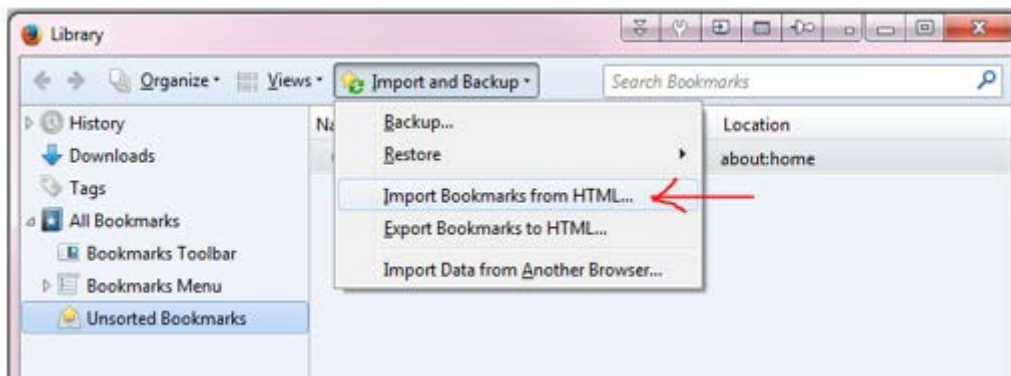 Library
Organize Views Import and Backup Search Bookmarks
History
Downloads
Tags
All Bookmarks
Bookmarks Toolbar
Bookmarks Menu
Unsorted Bookmarks
Backup...
Restore
Import Bookmarks from HTML...
Export Bookmarks to HTML...
Import Data from Another Browser...
Location
about:home